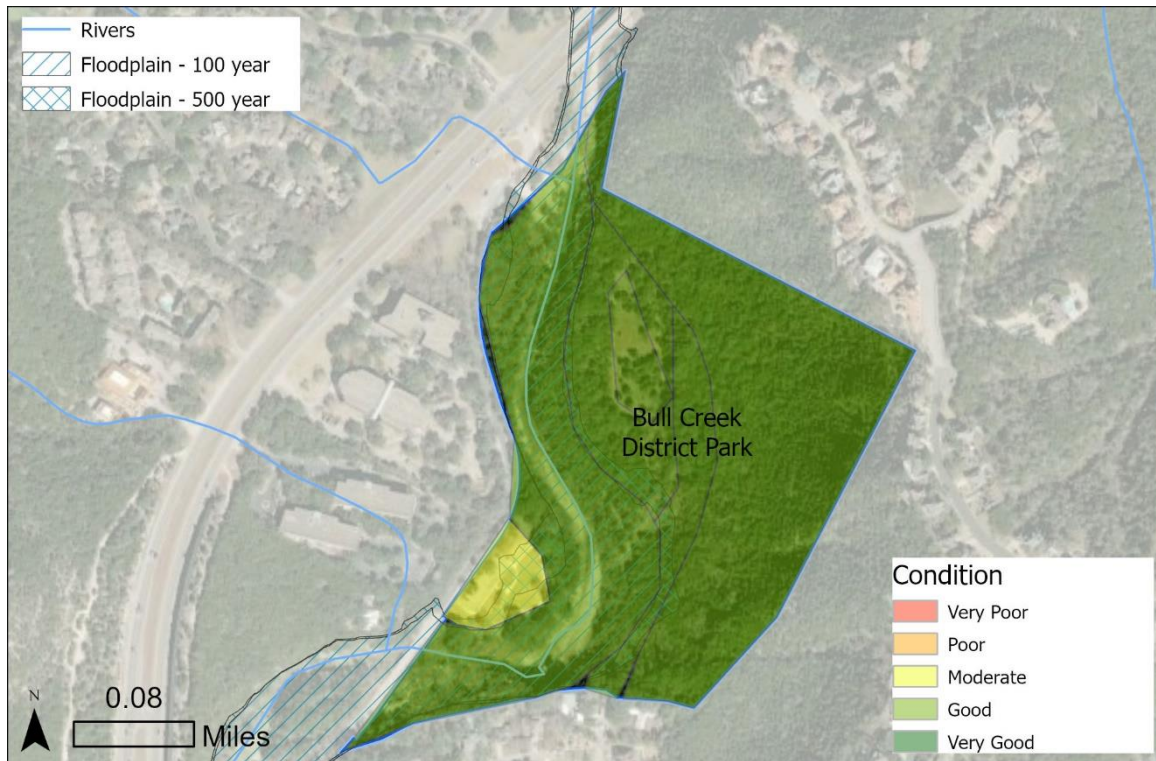 Rivers
Floodplain - 100 year
Floodplain - 500 year
Bull Creek
District Park
Condition
Very Poor
Poor
Moderate
Good
Very Good
N
0.08
Miles